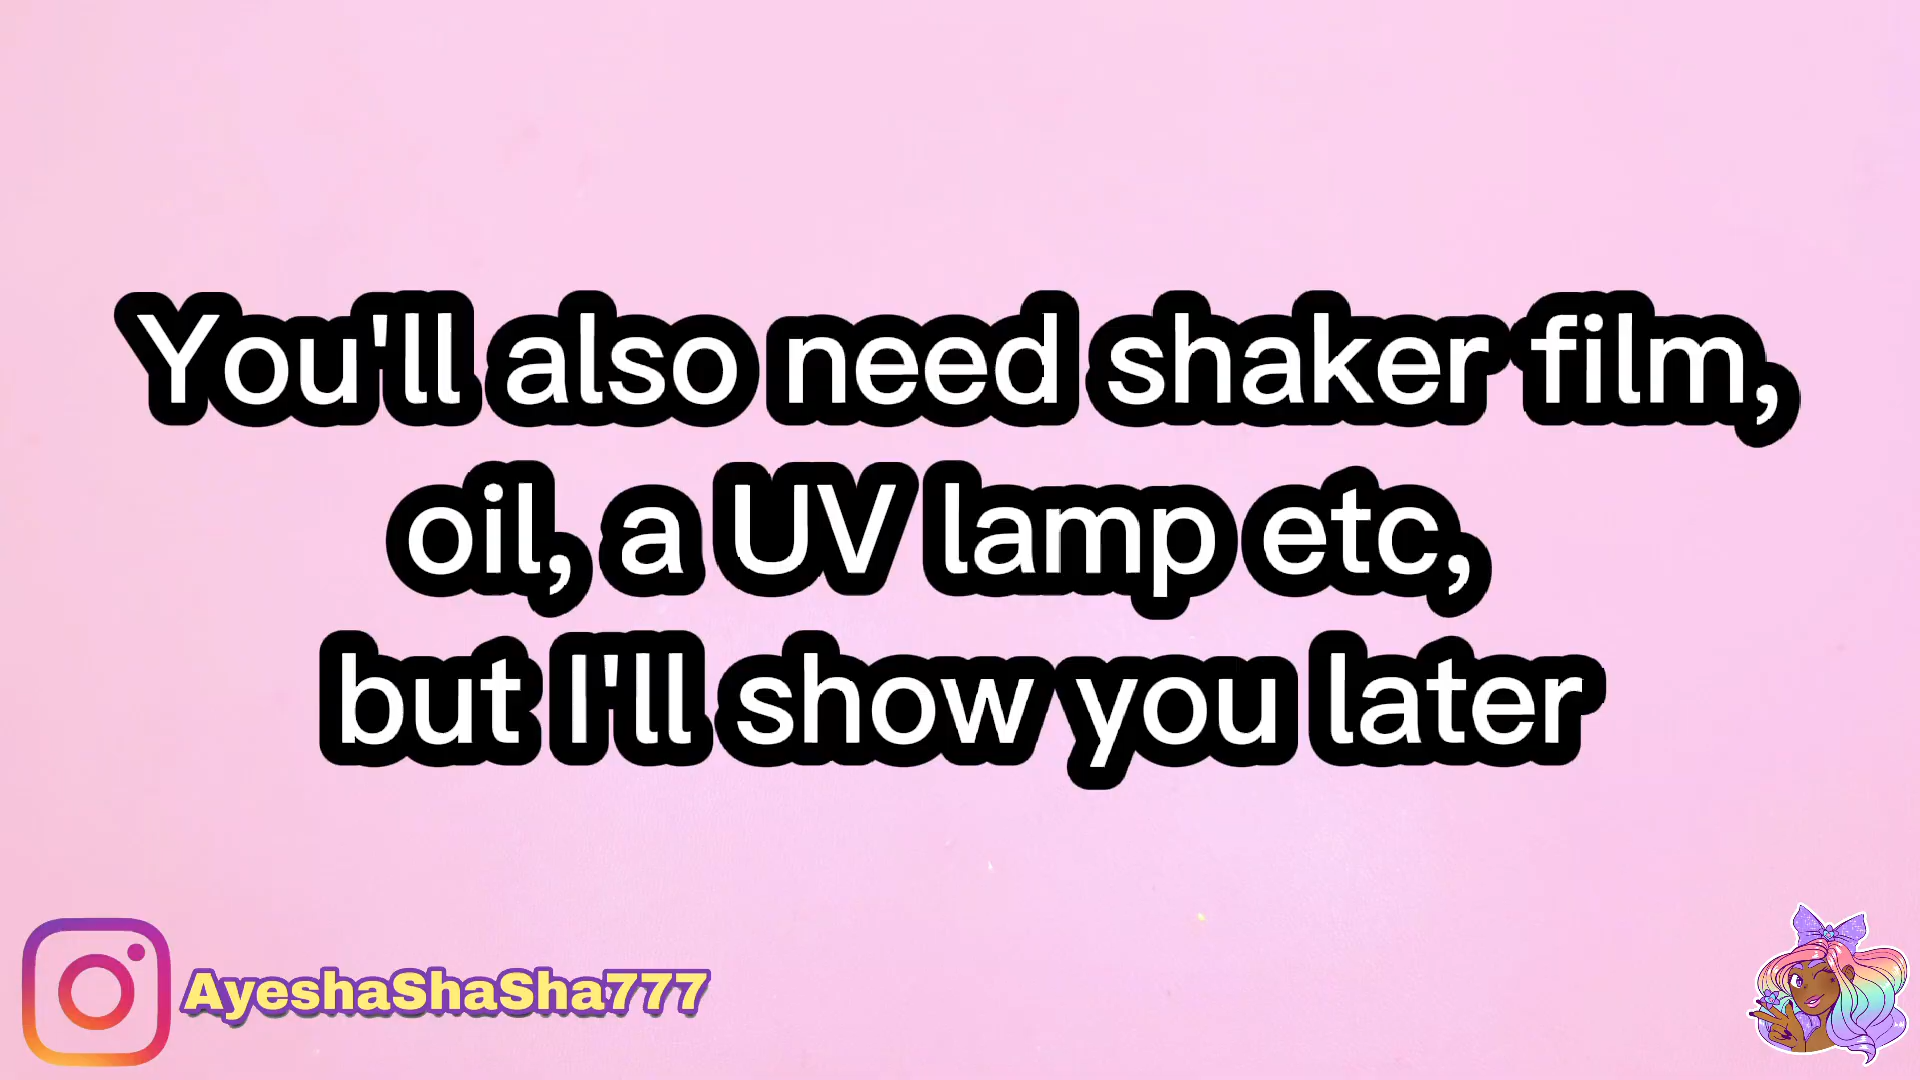 You'll also need shaker film,
oil, a UV lamp etc,
but I'll show you later
AyeshaShaSha777